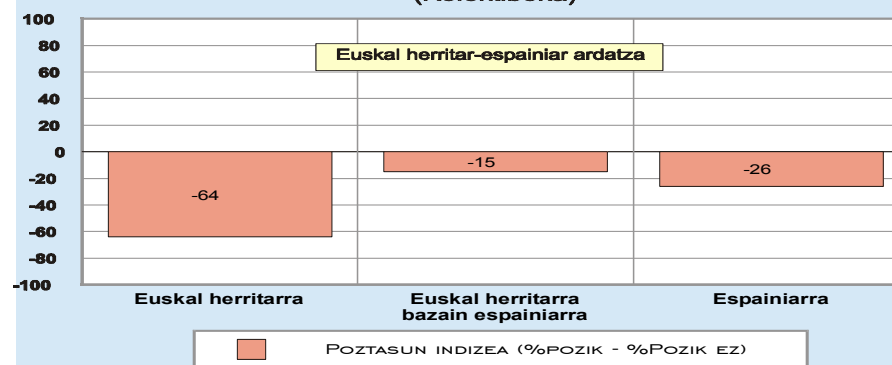 100
80
Euskal herritar-espainiar ardatza
60
40
20
0
-15
-26
-20
-64
-40
-60
-80
-100
Euskal herritarra
Euskal herritarra
bazain espainiarra
Espainiarra
POZTASUN INDIZEA (%POZIK - %POZIK EZ)